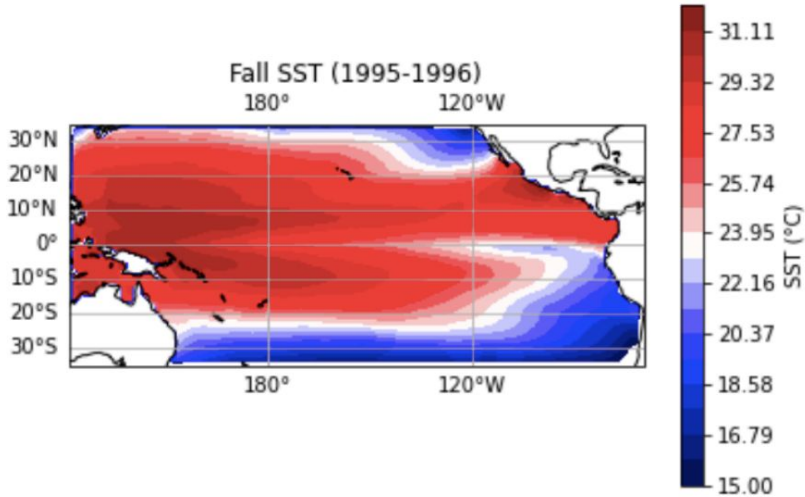 Fall SST (1995-1996)
180° 120°W
30°N
20°N
10°N
0°
10°S
20°S
30°S
180° 120°W
31.11
29.32
27.53
25.74
23.95
22.16
20.37
18.58
16.79
15.00
SST (°C)